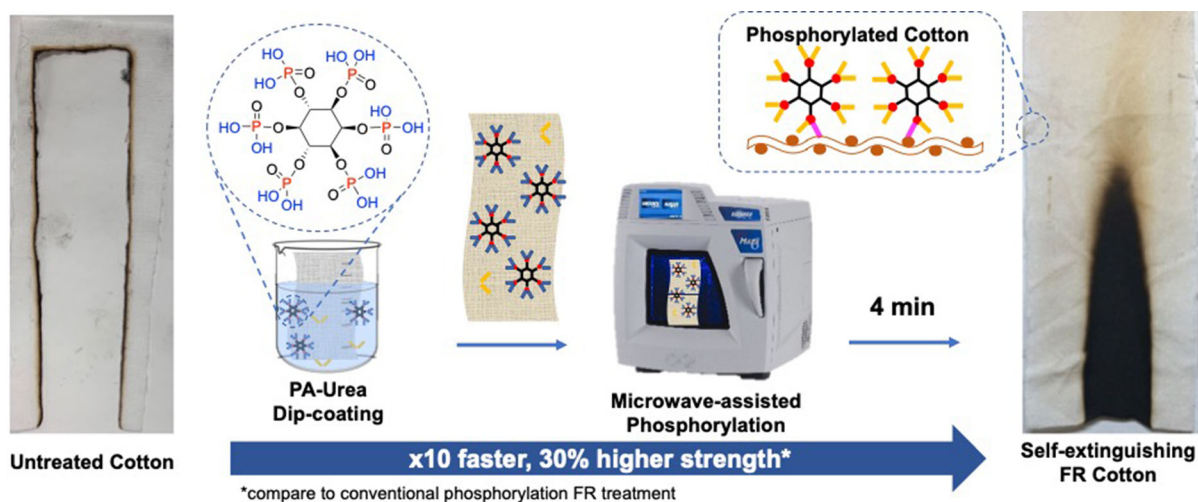 HO
HO
P
O
O
HO
OH
P
O
O
O
HO
P
O
OH
O
P
OH
O
OH
HO
P
O
O
OH
O
P
OH
O
OH
PA-Urea
Dip-coating
Microwave-assisted
Phosphorylation
4 min
Phosphorylated Cotton
Untreated Cotton
x10 faster, 30% higher strength*
*compare to conventional phosphorylation FR treatment
Self-extinguishing
FR Cotton